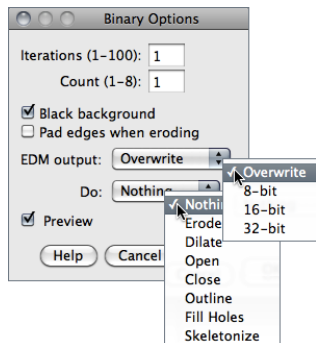 Binary Options
Iterations (1–100): 1
Count (1–8): 1
Black background
Pad edges when eroding
EDM output: Overwrite
Overwrite
8-bit
16-bit
32-bit
Do: Nothing
Erode
Dilate
Open
Close
Outline
Fill Holes
Skeletonize
Preview
Help
Cancel